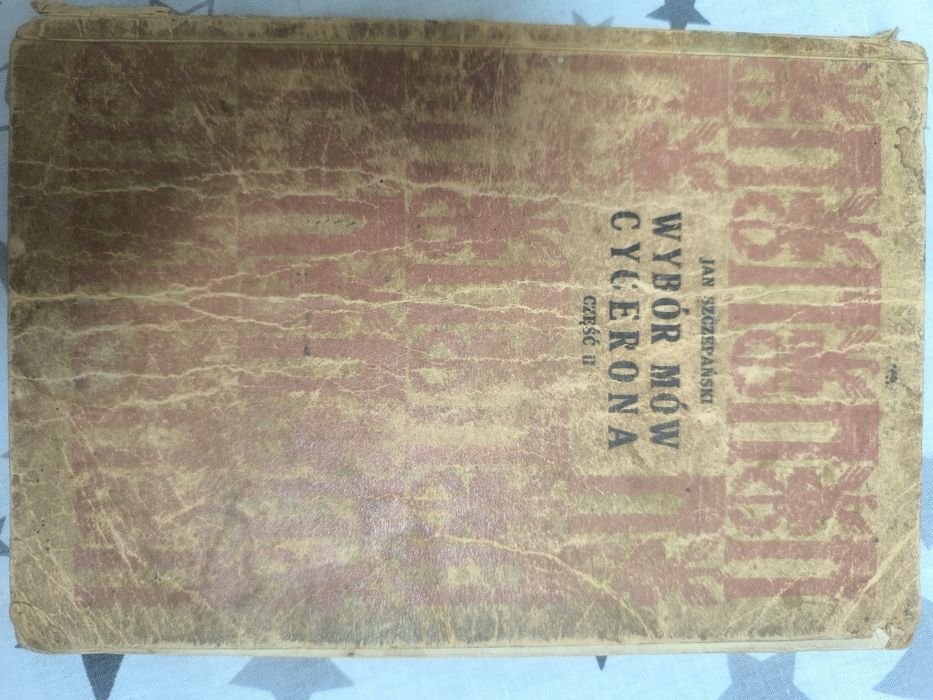 JAN SZCZEPAŃSKI
WYBÓR MÓW
CYCERONA
CZĘŚĆ II